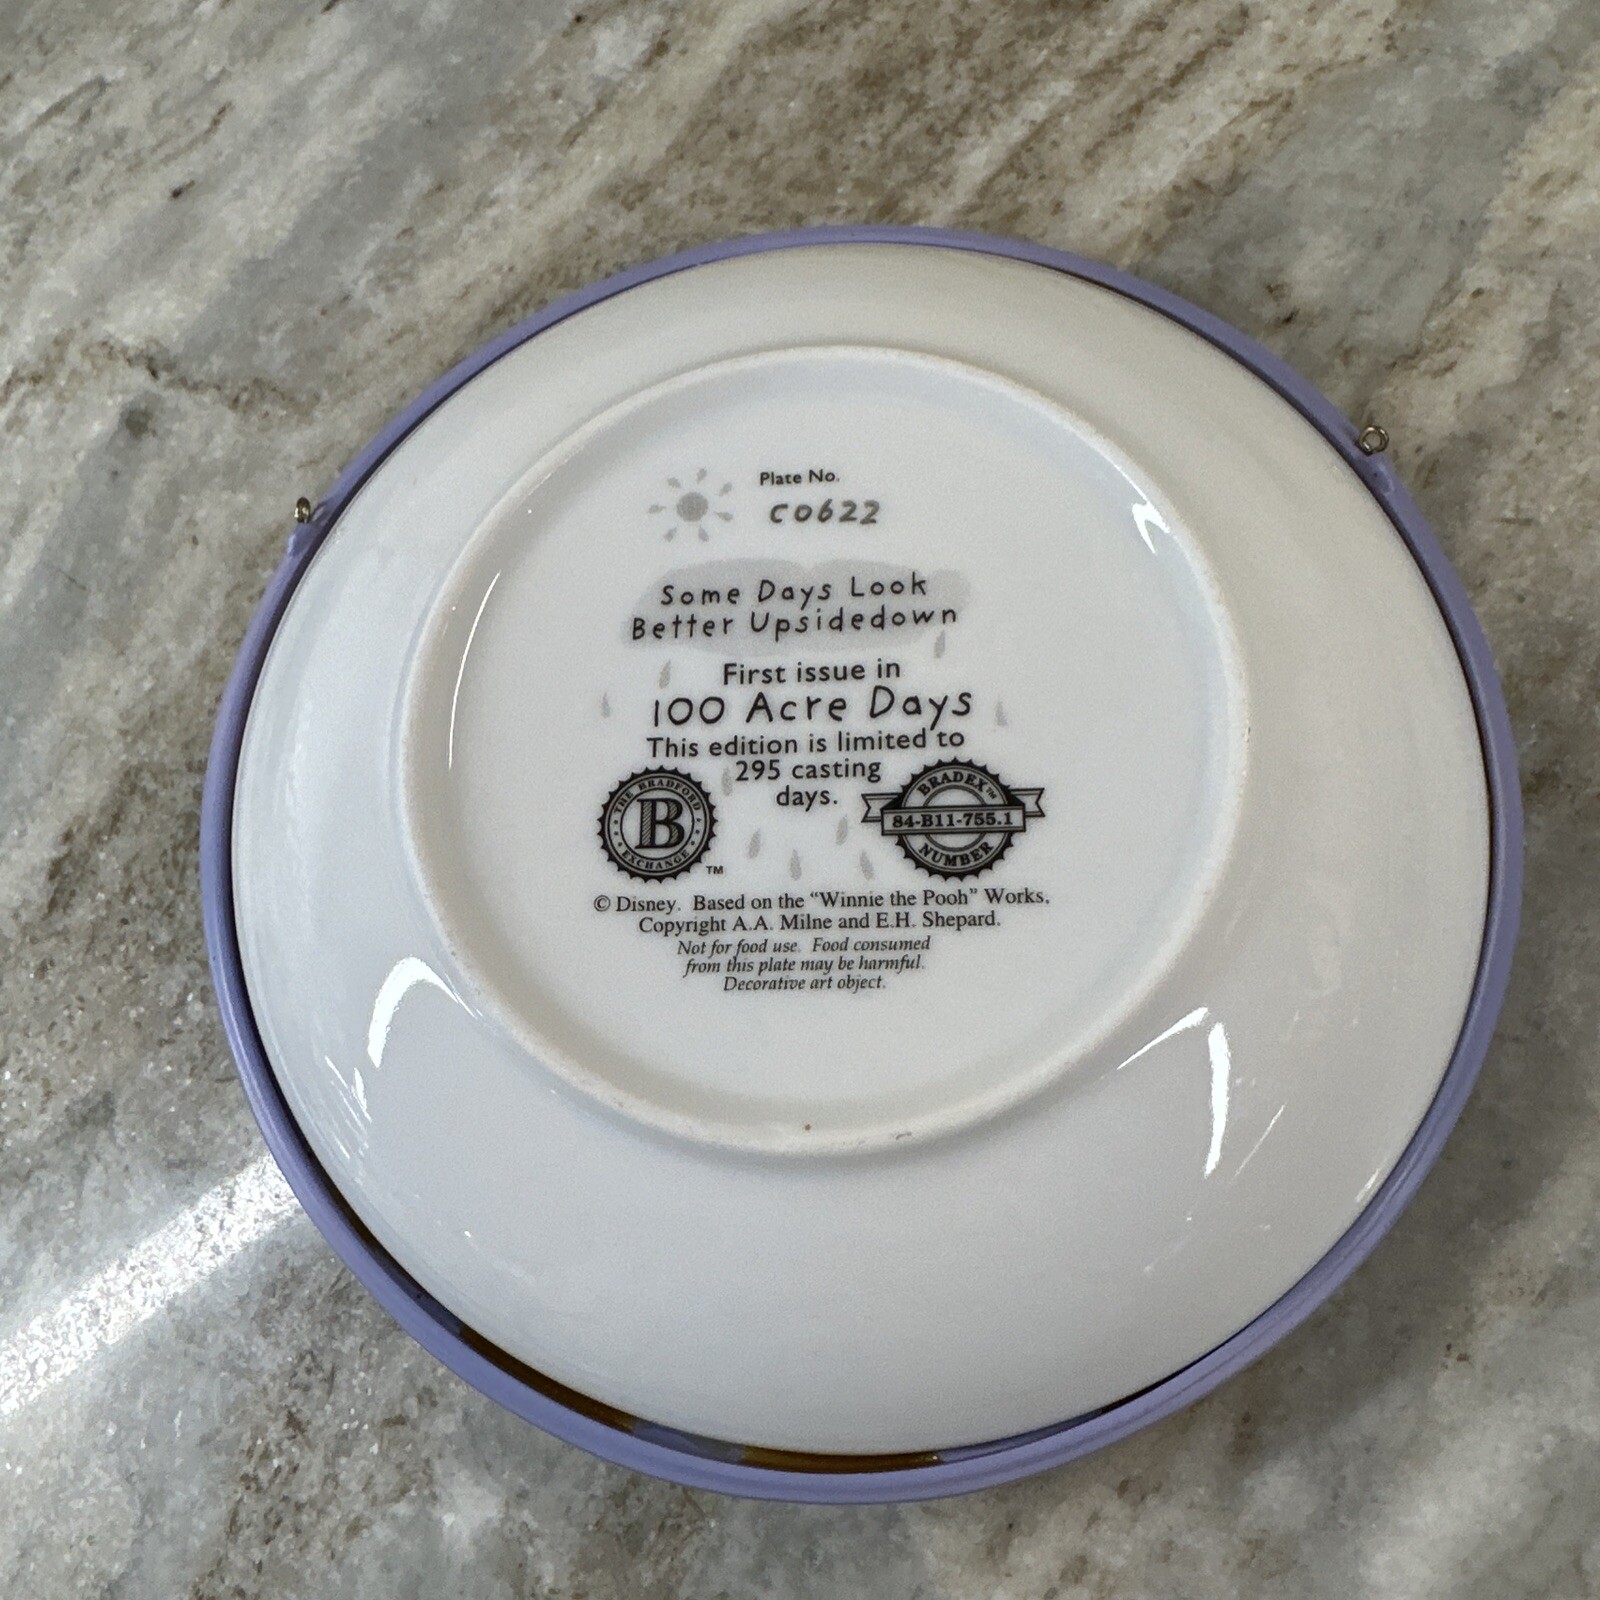 Plate No.
C0622
Some Days Look
Better Upsidedown
First issue in
100 Acre Days
This edition is limited to
295 casting
days.
THE BRADFORD
B
EXCHANGE
TM
BRADEX™
84-B11-755.1
NUMBER
© Disney. Based on the “Winnie the Pooh” Works,
Copyright A.A. Milne and E.H. Shepard.
Not for food use. Food consumed
from this plate may be harmful.
Decorative art object.